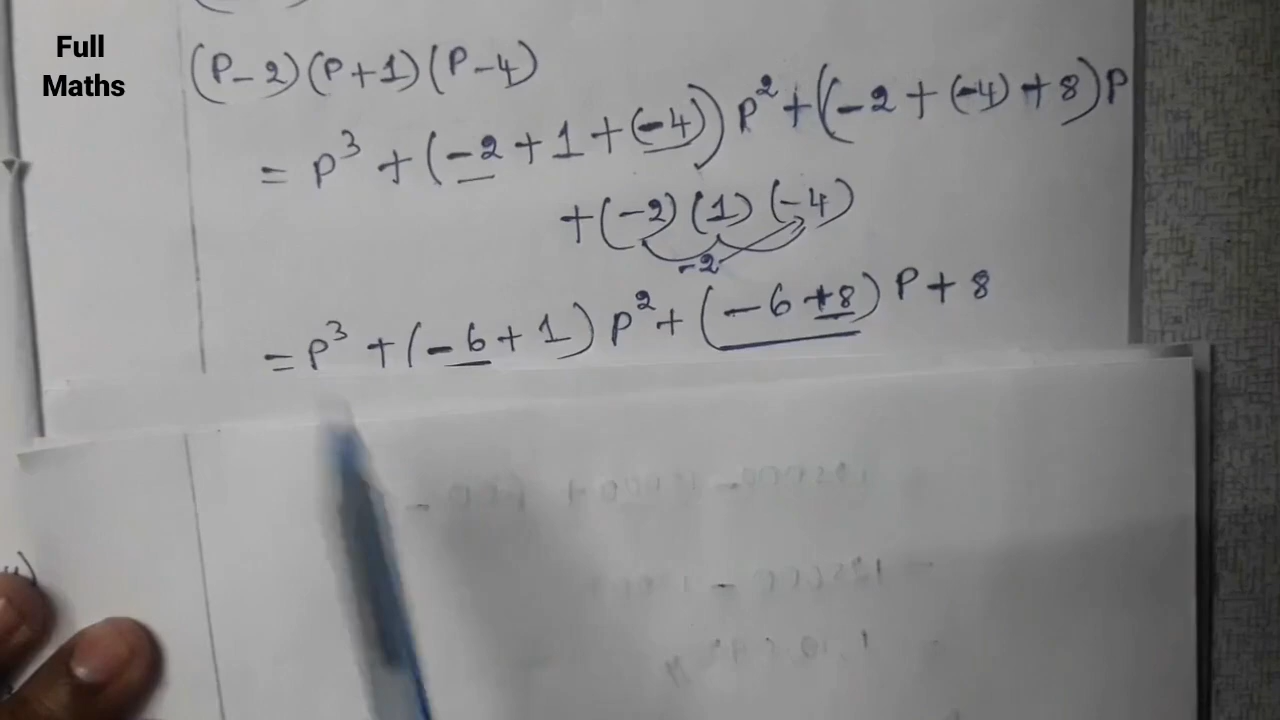 Full
Maths
(P-2)(P+1)(P-4)
= P³ + (-2+1+(-4)) P² + (-2+(-4)+8)P
+(-2)(1)(-4)
-2
= P³ + (-6+1) P² + (-6+8) P + 8